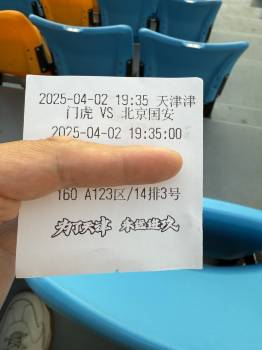 2025-04-02 19:35 天津津
门虎 VS 北京国安
2025-04-02 19:35:00
160 A123区/14排3号
为了天津 永远继攻